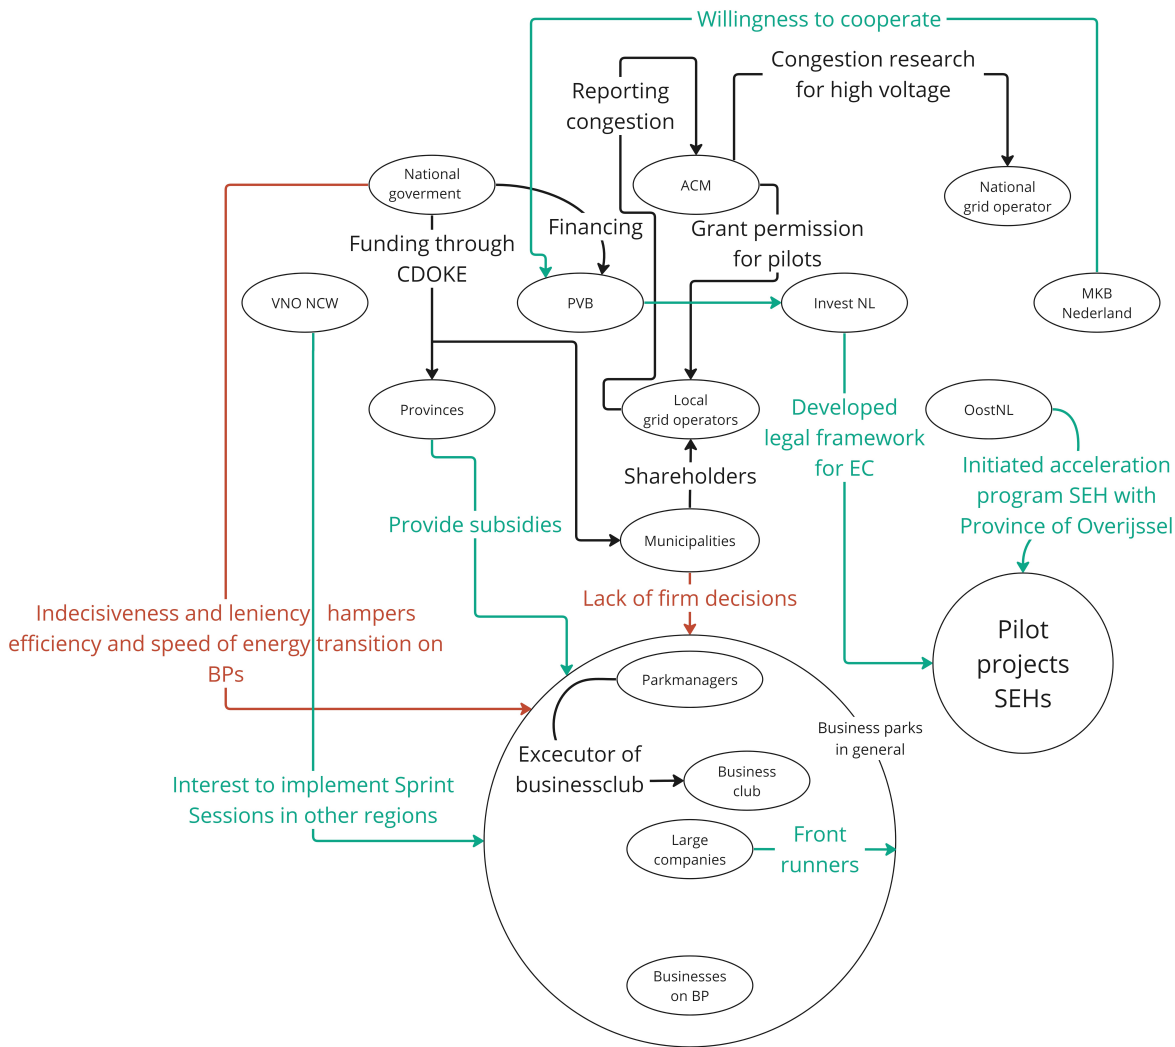 Willingness to cooperate
Congestion research
for high voltage
Reporting
congestion
National
goverment
ACM
National
grid operator
Financing
Grant permission
for pilots
Funding through
CDOKE
VNO NCW
PVB
Invest NL
MKB
Nederland
Provinces
Local
grid operators
Developed
legal framework
for EC
OostNL
Initiated acceleration
program SEH with
Province of Overijssel
Shareholders
Provide subsidies
Municipalities
Lack of firm decisions
Indecisiveness and leniency hampers
efficiency and speed of energy transition on
BPs
Pilot
projects
SEHs
Parkmanagers
Business parks
in general
Excecutor of
businessclub
Business
club
Interest to implement Sprint
Sessions in other regions
Large
companies
Front
runners
Businesses
on BP